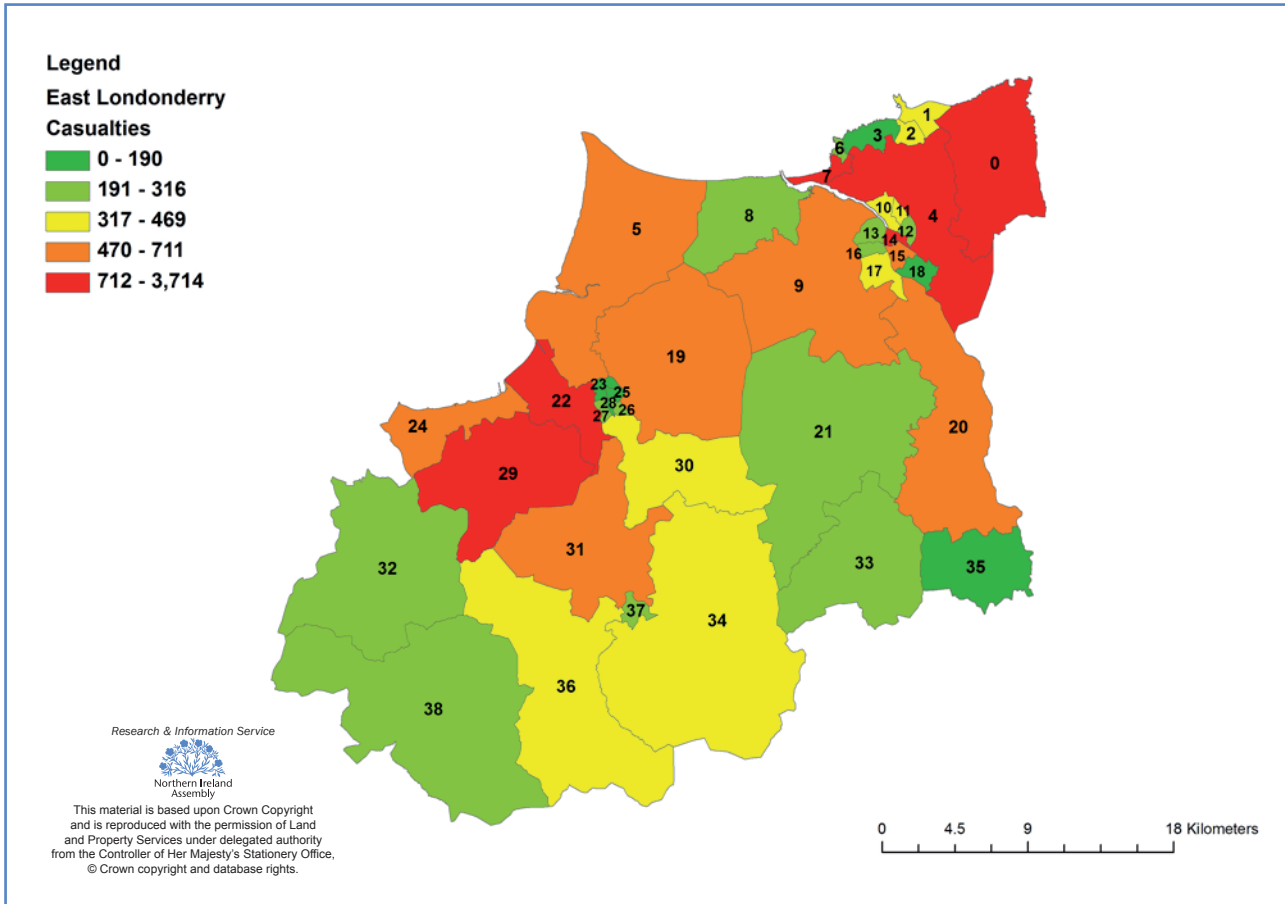 Legend
East Londonderry
Casualties
0 - 190
191 - 316
317 - 469
470 - 711
712 - 3,714
1
2
3
0
6
7
4
10
11
5
8
13
12
14
16
15
17
18
9
19
23
25
22
28
26
27
24
21
20
30
29
31
32
33
35
37
34
36
38
Research & Information Service
Northern Ireland
Assembly
This material is based upon Crown Copyright
and is reproduced with the permission of Land
and Property Services under delegated authority
from the Controller of Her Majesty's Stationery Office,
© Crown copyright and database rights.
0 4.5 9 18 Kilometers